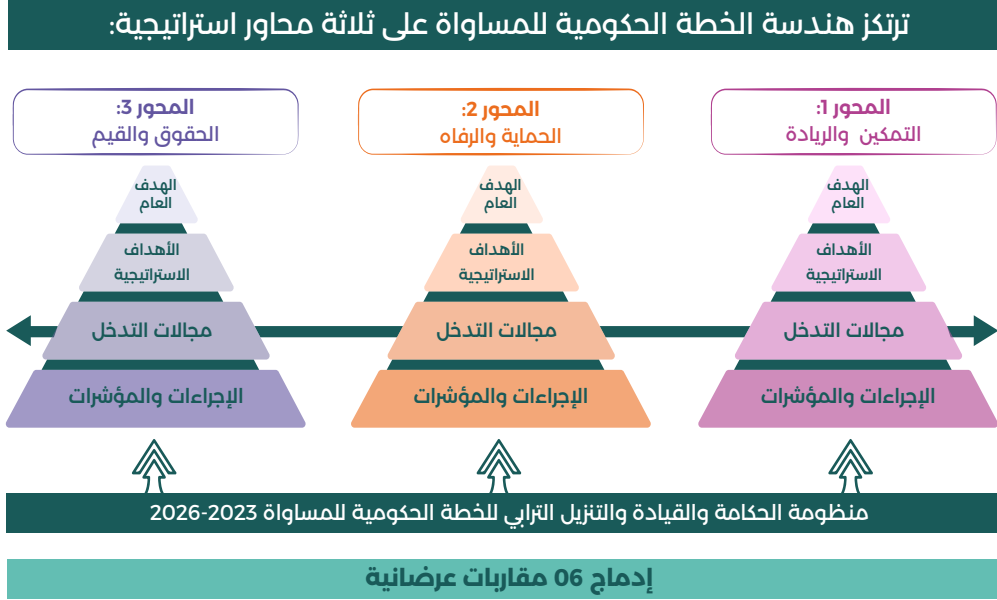 ترتكز هندسة الخطة الحكومية للمساواة على ثلاثة محاور استراتيجية:
المحور 1:
التمكين والريادة
الهدف
العام
الأهداف
الاستراتيجية
مجالات التدخل
الإجراءات والمؤشرات
المحور 2:
الحماية والرفاه
الهدف
العام
الأهداف
الاستراتيجية
مجالات التدخل
الإجراءات والمؤشرات
المحور 3:
الحقوق والقيم
الهدف
العام
الأهداف
الاستراتيجية
مجالات التدخل
الإجراءات والمؤشرات
منظومة الحكامة والقيادة والتنزيل الترابي للخطة الحكومية للمساواة 2023-2026
إدماج 06 مقاربات عرضانية